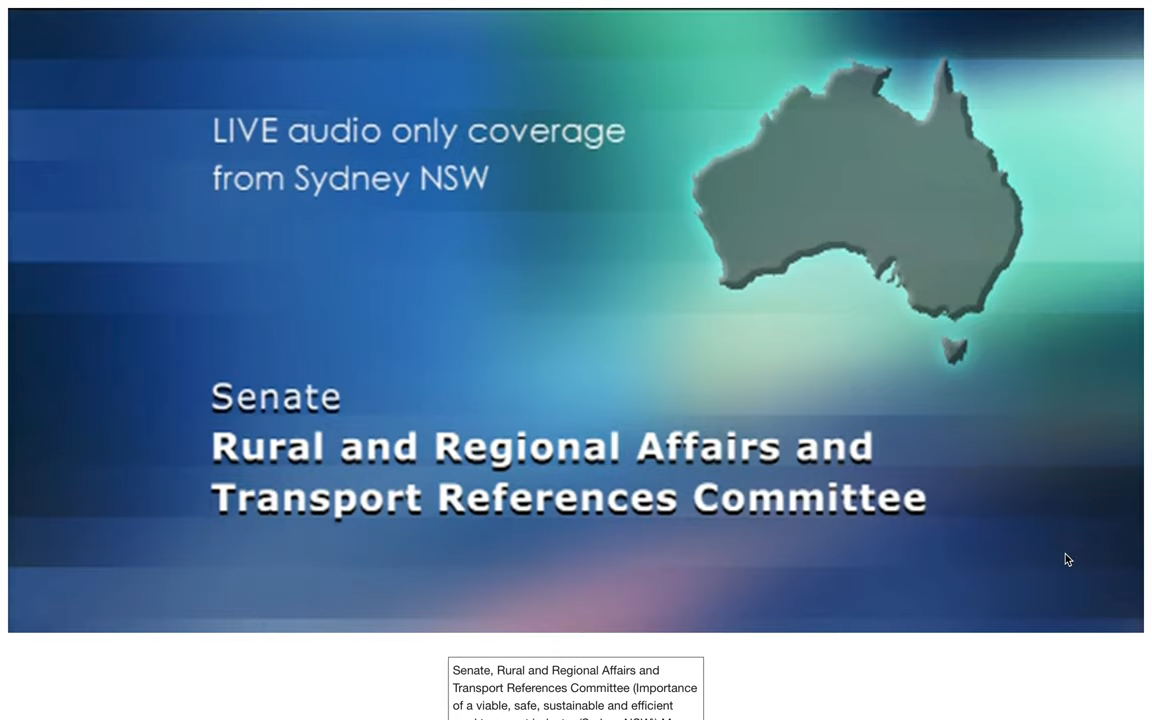 LIVE audio only coverage
from Sydney NSW
Senate
Rural and Regional Affairs and
Transport References Committee
Senate, Rural and Regional Affairs and
Transport References Committee (Importance
of a viable, safe, sustainable and efficient